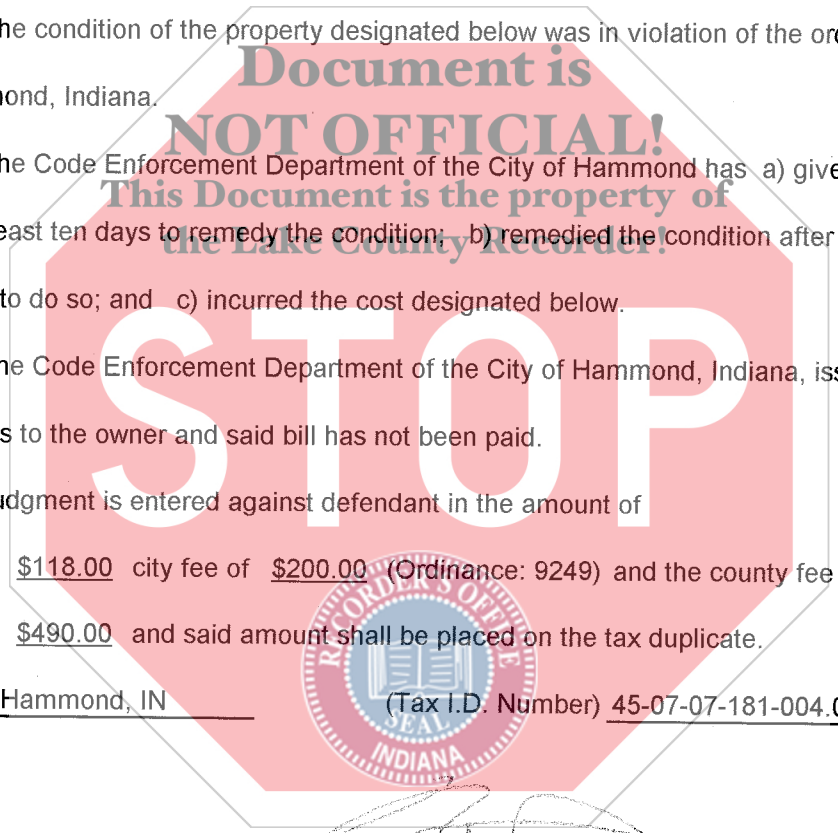 he condition of the property designated below was in violation of the or
Document is
ond, Indiana.
NOT OFFICIAL!
he Code Enforcement Department of the City of Hammond has a) give
This Document is the property of
east ten days to remedy the condition; b) remedied the condition after
the Lake County Recorder!
to do so; and c) incurred the cost designated below.
STOP
he Code Enforcement Department of the City of Hammond, Indiana, iss
s to the owner and said bill has not been paid.
udgment is entered against defendant in the amount of
$118.00 city fee of $200.00 (Ordinance: 9249) and the county fee
$490.00 and said amount shall be placed on the tax duplicate.
Hammond, IN (Tax I.D. Number) 45-07-07-181-004.0
RECORDER'S OFFICE
SEAL
INDIANA